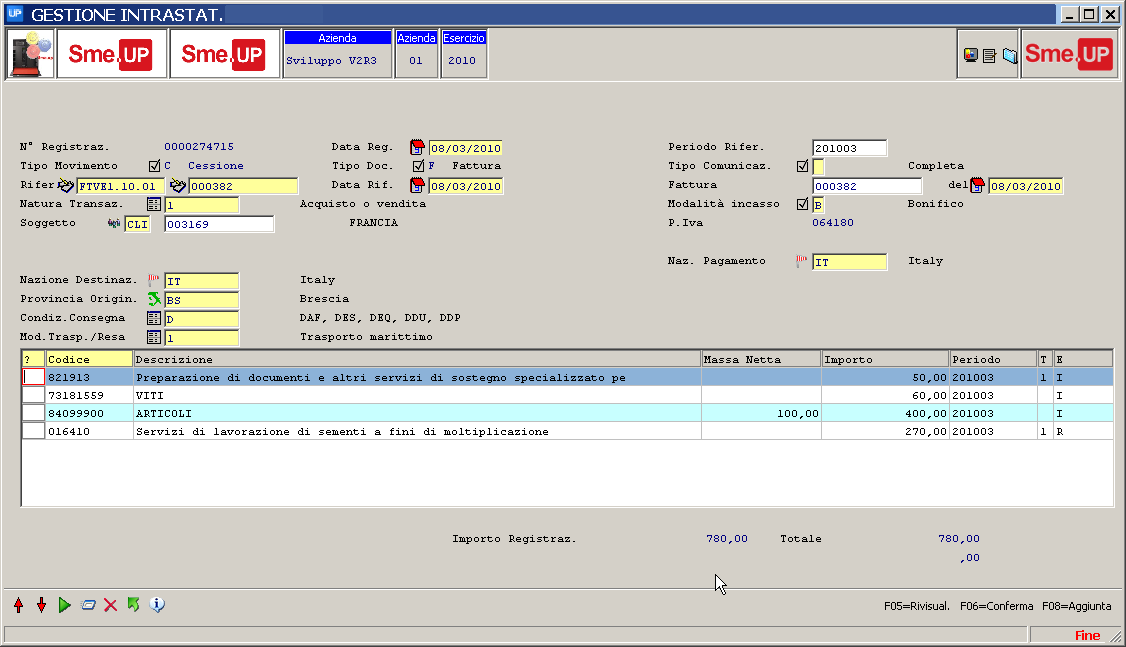 UP GESTIONE INTRASTAT.
Sme.UP Sme.UP Azienda Azienda Esercizio Sme.UP
Sviluppo V2R3 01 2010
N° Registraz. 0000274715 Data Reg. 08/03/2010 Periodo Rifer. 201003
Tipo Movimento C Cessione Tipo Doc. F Fattura Tipo Comunicaz. Completa
Rifer FTVE1.10.01 000382 Data Rif. 08/03/2010 Fattura 000382 del 08/03/2010
Natura Transaz. 1 Acquisto o vendita Modalità incasso B Bonifico
Soggetto CLI 003169 FRANCIA P.Iva 064180
Naz. Pagamento IT Italy
Nazione Destinaz. IT Italy
Provincia Origin. BS Brescia
Condiz.Consegna D DAF, DES, DEQ, DDU, DDP
Mod.Trasp./Resa 1 Trasporto marittimo
? Codice Descrizione Massa Netta Importo Periodo T E
821913 Preparazione di documenti e altri servizi di sostegno specializzato pe 50,00 201003 1 I
73181559 VITI 60,00 201003 I
84099900 ARTICOLI 100,00 400,00 201003 I
016410 Servizi di lavorazione di sementi a fini di moltiplicazione 270,00 201003 1 R
Importo Registraz. 780,00 Totale 780,00
,00
F05=Rivisual. F06=Conferma F08=Aggiunta
Fine